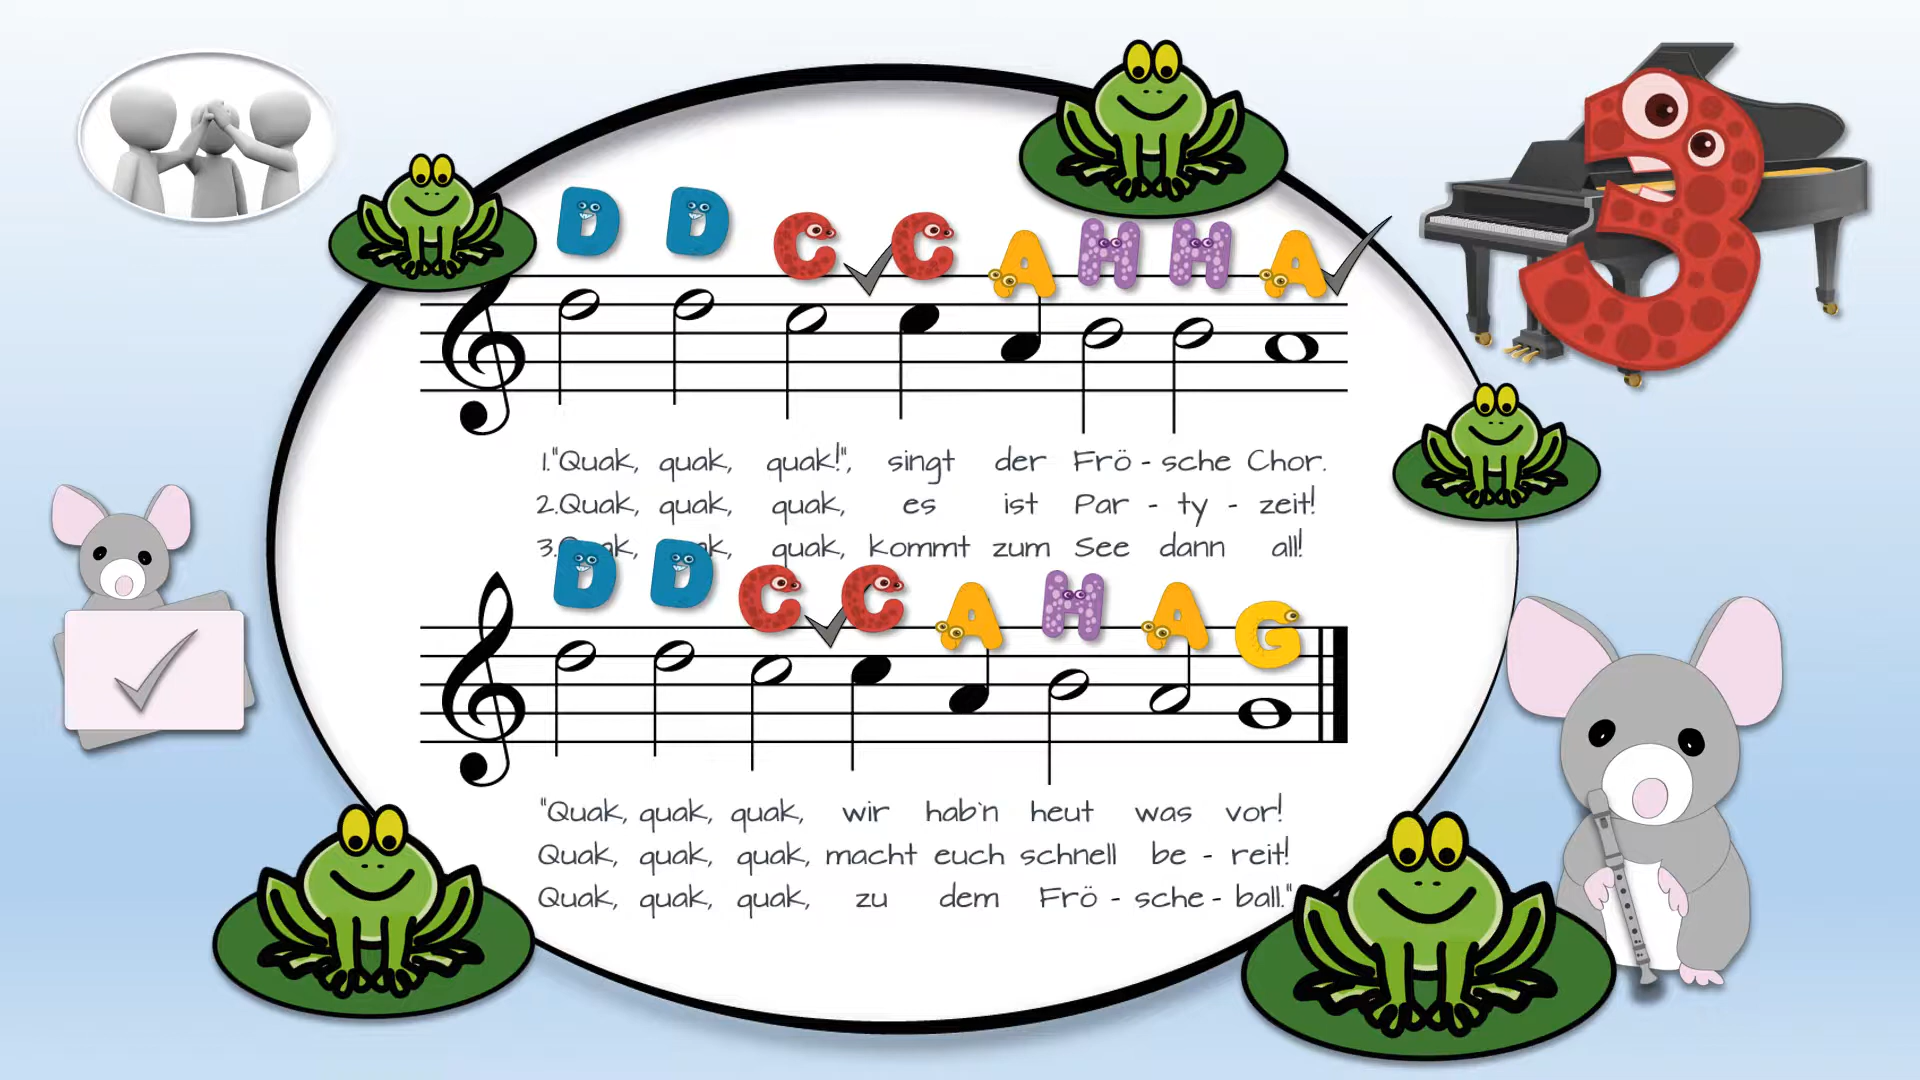 3
D D C C A H H A
1."Quak, quak, quak!", singt der Frö - sche Chor.
2.Quak, quak, quak, es ist Par - ty - zeit!
3. quak, kommt zum See dann all!
D D C C A H A G
"Quak, quak, quak, wir hab'n heut was vor!
Quak, quak, quak, macht euch schnell be - reit!
Quak, quak, quak, zu dem Frö - sche - ball."